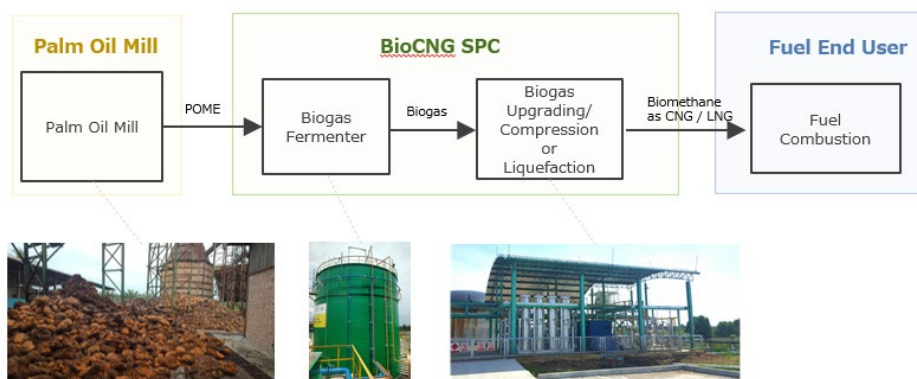 Palm Oil Mill
BioCNG SPC
Fuel End User
Palm Oil Mill
POME
Biogas
Fermenter
Biogas
Biogas
Upgrading/
Compression
or
Liquefaction
Biomethane
as CNG / LNG
Fuel
Combustion